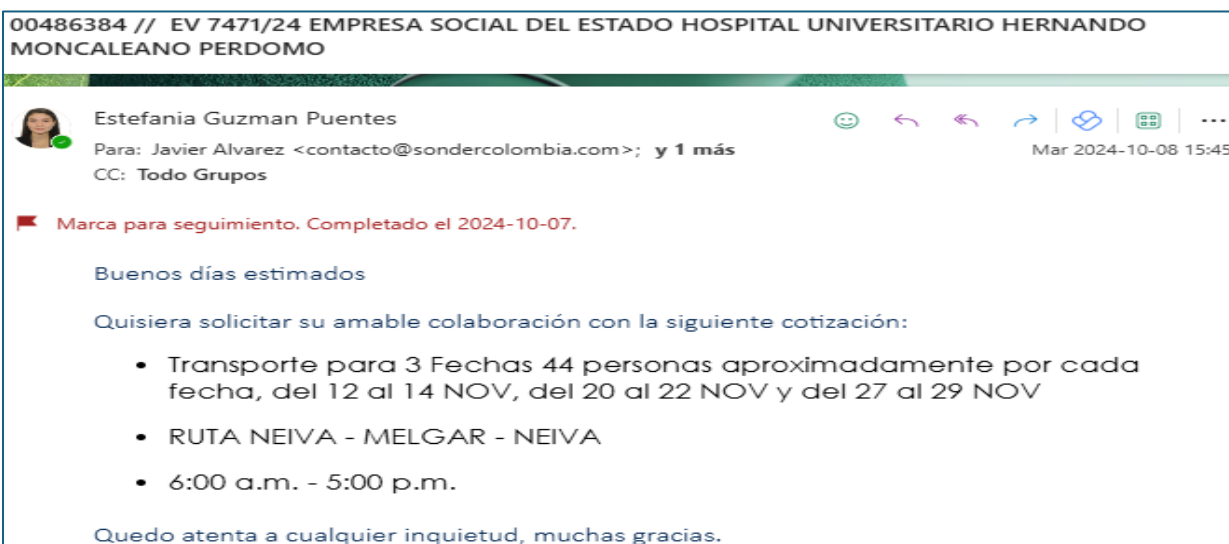 00486384 // EV 7471/24 EMPRESA SOCIAL DEL ESTADO HOSPITAL UNIVERSITARIO HERNANDO
MONCALEANO PERDOMO
Estefania Guzman Puentes
Para: Javier Alvarez <contacto@sondercolombia.com>; y 1 más
Mar 2024-10-08 15:45
CC: Todo Grupos
Marca para seguimiento. Completado el 2024-10-07.
Buenos días estimados
Quisiera solicitar su amable colaboración con la siguiente cotización:
• Transporte para 3 Fechas 44 personas aproximadamente por cada
fecha, del 12 al 14 NOV, del 20 al 22 NOV y del 27 al 29 NOV
• RUTA NEIVA - MELGAR - NEIVA
• 6:00 a.m. - 5:00 p.m.
Quedo atenta a cualquier inquietud, muchas gracias.